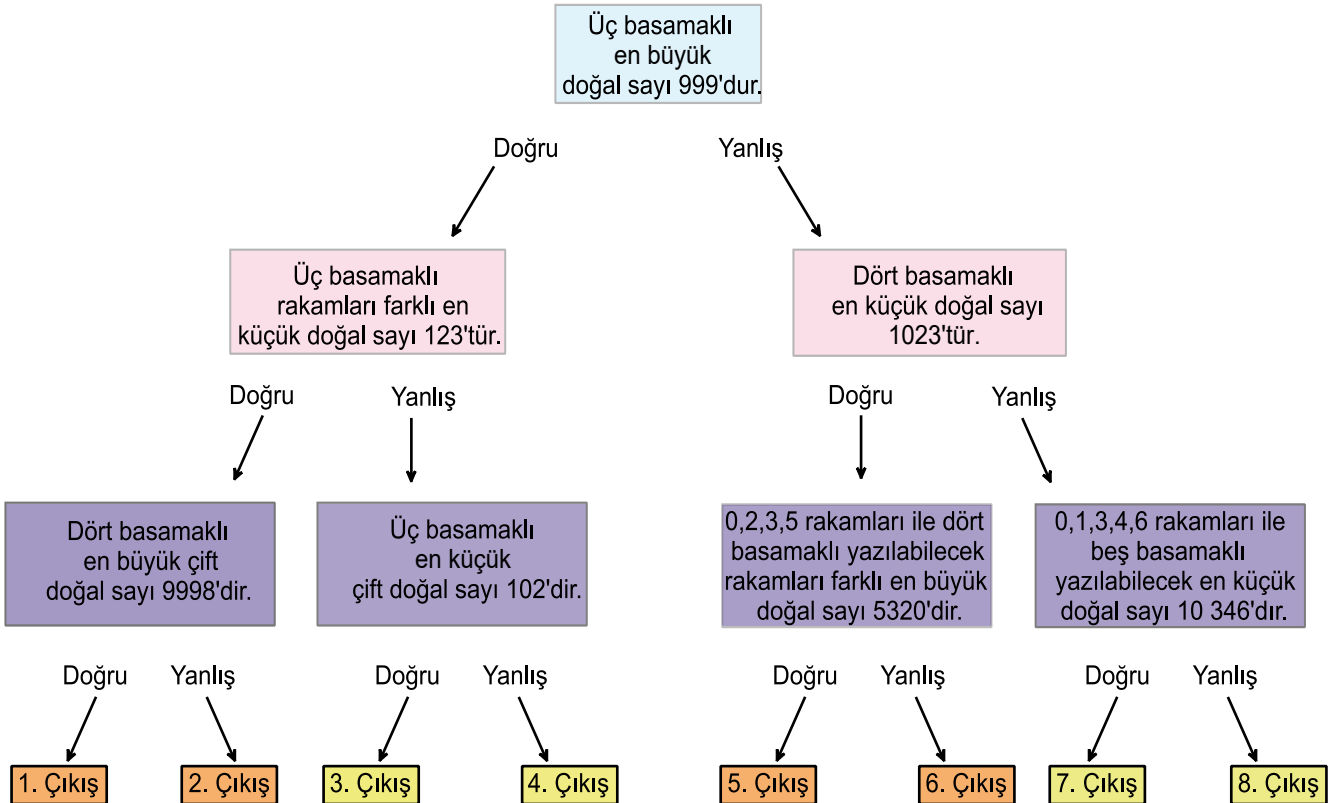 Üç basamaklı
en büyük
doğal sayı 999'dur.
Doğru
Yanlış
Üç basamaklı
rakamları farklı en
küçük doğal sayı 123'tür.
Dört basamaklı
en küçük doğal sayı
1023'tür.
Doğru
Yanlış
Doğru
Yanlış
Dört basamaklı
en büyük çift
doğal sayı 9998'dir.
Üç basamaklı
en küçük
çift doğal sayı 102'dir.
0,2,3,5 rakamları ile dört
basamaklı yazılabilecek
rakamları farklı en büyük
doğal sayı 5320'dir.
0,1,3,4,6 rakamları ile
beş basamaklı
yazılabilecek en küçük
doğal sayı 10 346'dır.
Doğru
Yanlış
Doğru
Yanlış
Doğru
Yanlış
Doğru
Yanlış
1. Çıkış
2. Çıkış
3. Çıkış
4. Çıkış
5. Çıkış
6. Çıkış
7. Çıkış
8. Çıkış